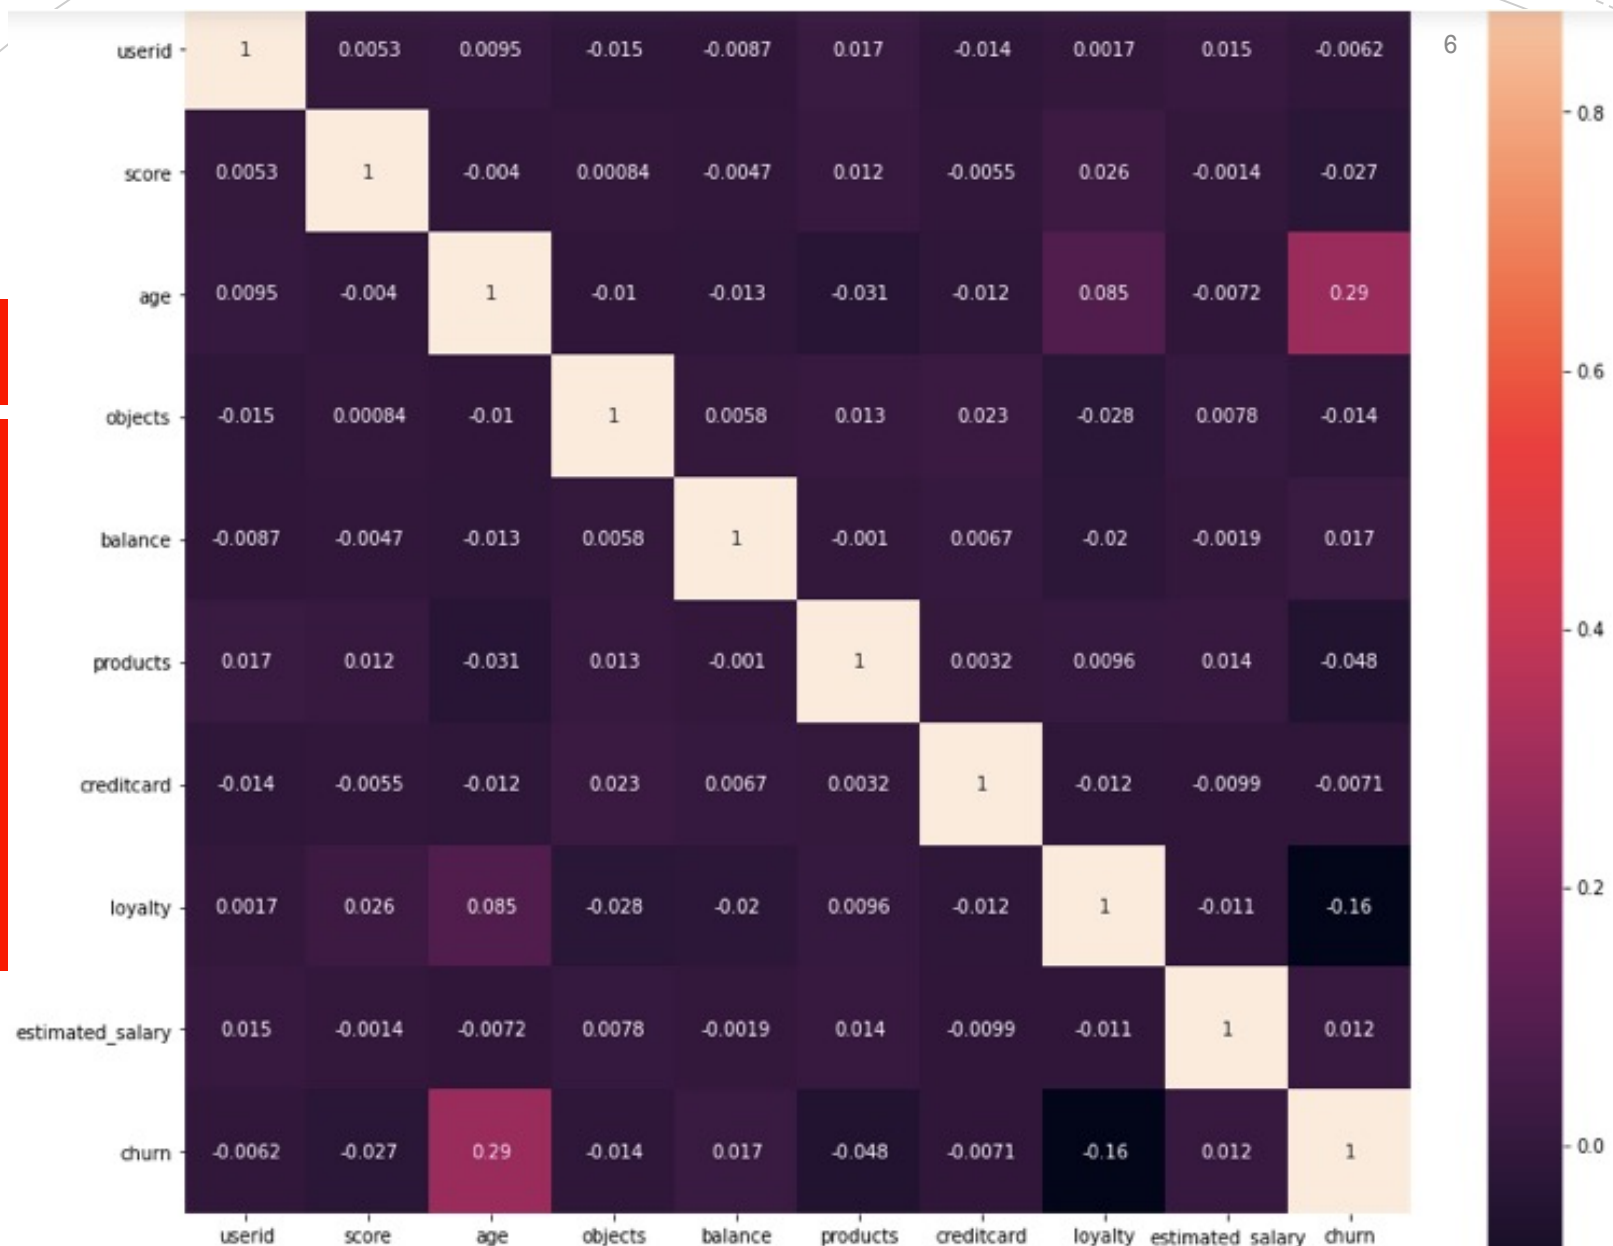 userid 1 0.0053 0.0095 -0.015 -0.0087 0.017 -0.014 0.0017 0.015 -0.0062
6
0.8
score 0.0053 1 -0.004 0.00084 -0.0047 0.012 -0.0055 0.026 -0.0014 -0.027
age 0.0095 -0.004 1 -0.01 -0.013 -0.031 -0.012 0.085 -0.0072 0.29
0.6
objects -0.015 0.00084 -0.01 1 0.0058 0.013 0.023 -0.028 0.0078 -0.014
balance -0.0087 -0.0047 -0.013 0.0058 1 -0.001 0.0067 -0.02 -0.0019 0.017
0.4
products 0.017 0.012 -0.031 0.013 -0.001 1 0.0032 0.0096 0.014 -0.048
creditcard -0.014 -0.0055 -0.012 0.023 0.0067 0.0032 1 -0.012 -0.0099 -0.0071
0.2
loyalty 0.0017 0.026 0.085 -0.028 -0.02 0.0096 -0.012 1 -0.011 -0.16
estimated_salary 0.015 -0.0014 -0.0072 0.0078 -0.0019 0.014 -0.0099 -0.011 1 0.012
0.0
churn -0.0062 -0.027 0.29 -0.014 0.017 -0.048 -0.0071 -0.16 0.012 1
userid score age objects balance products creditcard loyalty estimated_salary churn